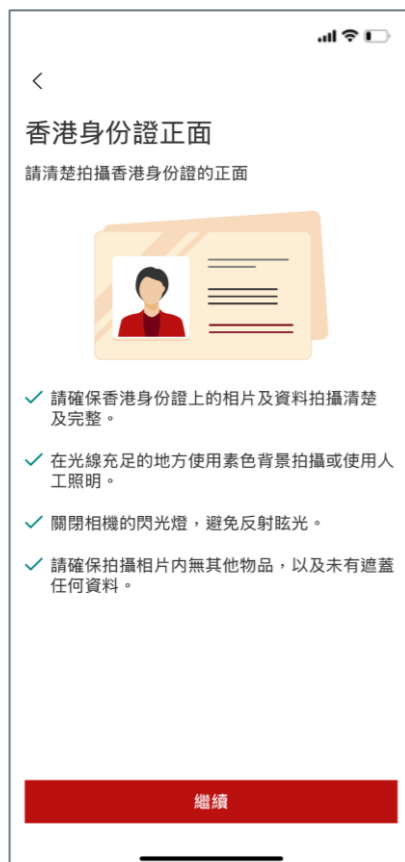 香港身份證正面
請清楚拍攝香港身份證的正面
請確保香港身份證上的相片及資料拍攝清楚
及完整。
在光線充足的地方使用素色背景拍攝或使用人
工照明。
關閉相機的閃光燈，避免反射眩光。
請確保拍攝相片内無其他物品，以及未有遮蓋
任何資料。
繼續